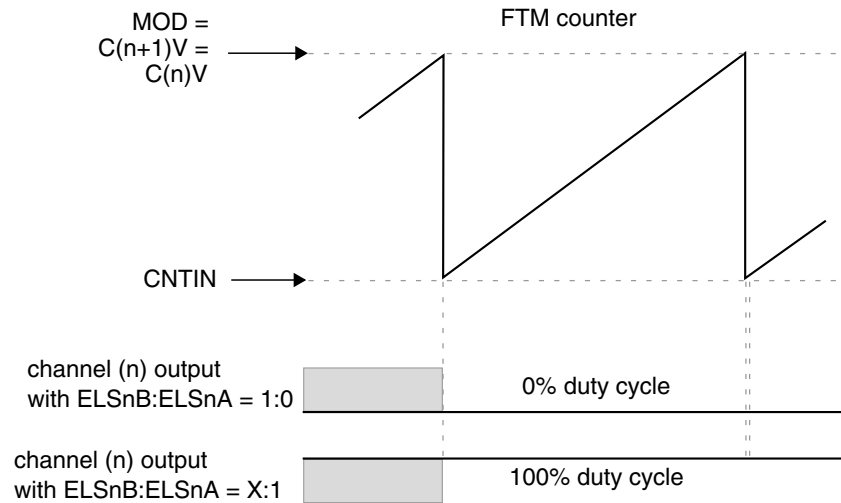 FTM counter
MOD =
C(n+1)V =
C(n)V
CNTIN
channel (n) output
with ELSnB:ELSnA = 1:0
0% duty cycle
channel (n) output
with ELSnB:ELSnA = X:1
100% duty cycle